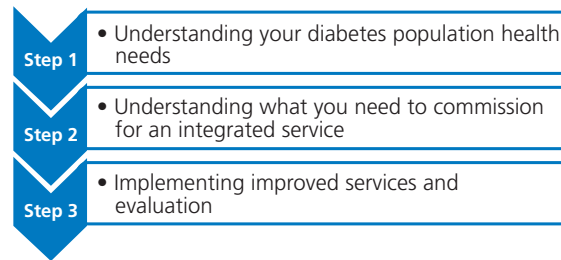 Step 1
• Understanding your diabetes population health
needs
Step 2
• Understanding what you need to commission
for an integrated service
Step 3
• Implementing improved services and
evaluation